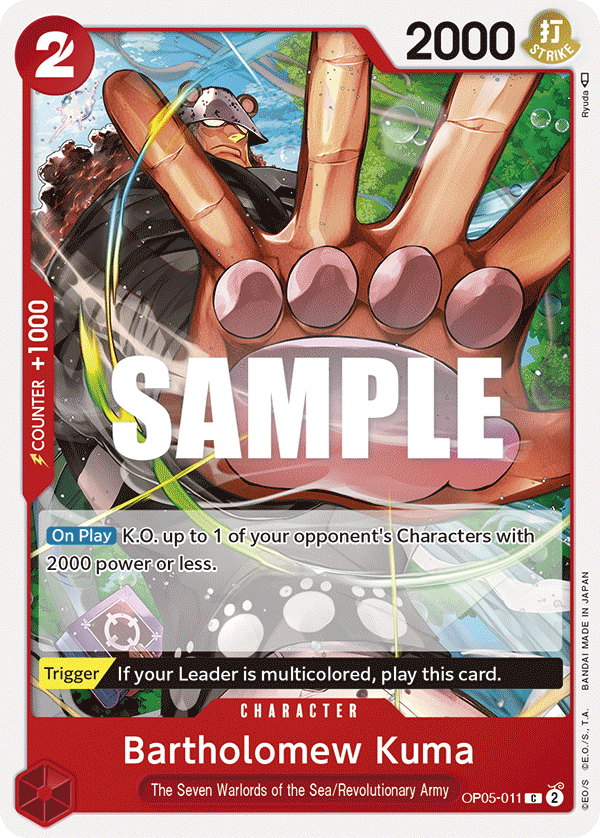 2
2000
打
STRIKE
Ryuda
COUNTER +1000
SAMPLE
On Play K.O. up to 1 of your opponent's Characters with
2000 power or less.
Trigger If your Leader is multicolored, play this card.
CHARACTER
Bartholomew Kuma
The Seven Warlords of the Sea/Revolutionary Army
OP05-011 C 2
©E.O/S ©E.O./S., T.A. BANDAI MADE IN JAPAN